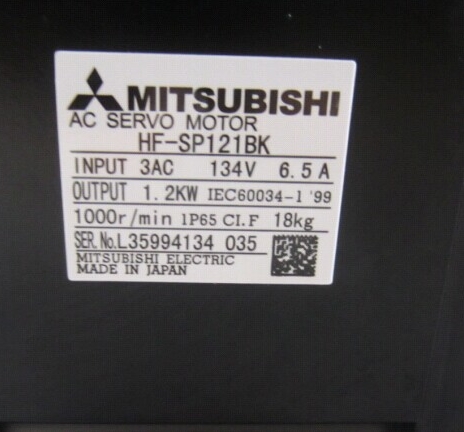 MITSUBISHI
AC SERVO MOTOR
HF-SP121BK
INPUT 3AC 134V 6.5A
OUTPUT 1.2KW IEC60034-1 '99
1000r/min IP65 CI.F 18kg
SER.No.L35994134 035
MITSUBISHI ELECTRIC
MADE IN JAPAN